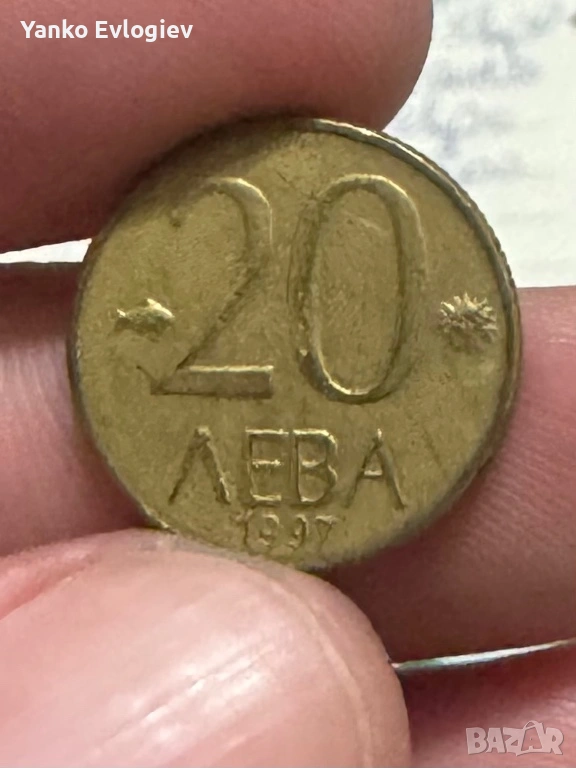 Yanko Evlogiev
20
ЛЕВА
1997
BAZAR